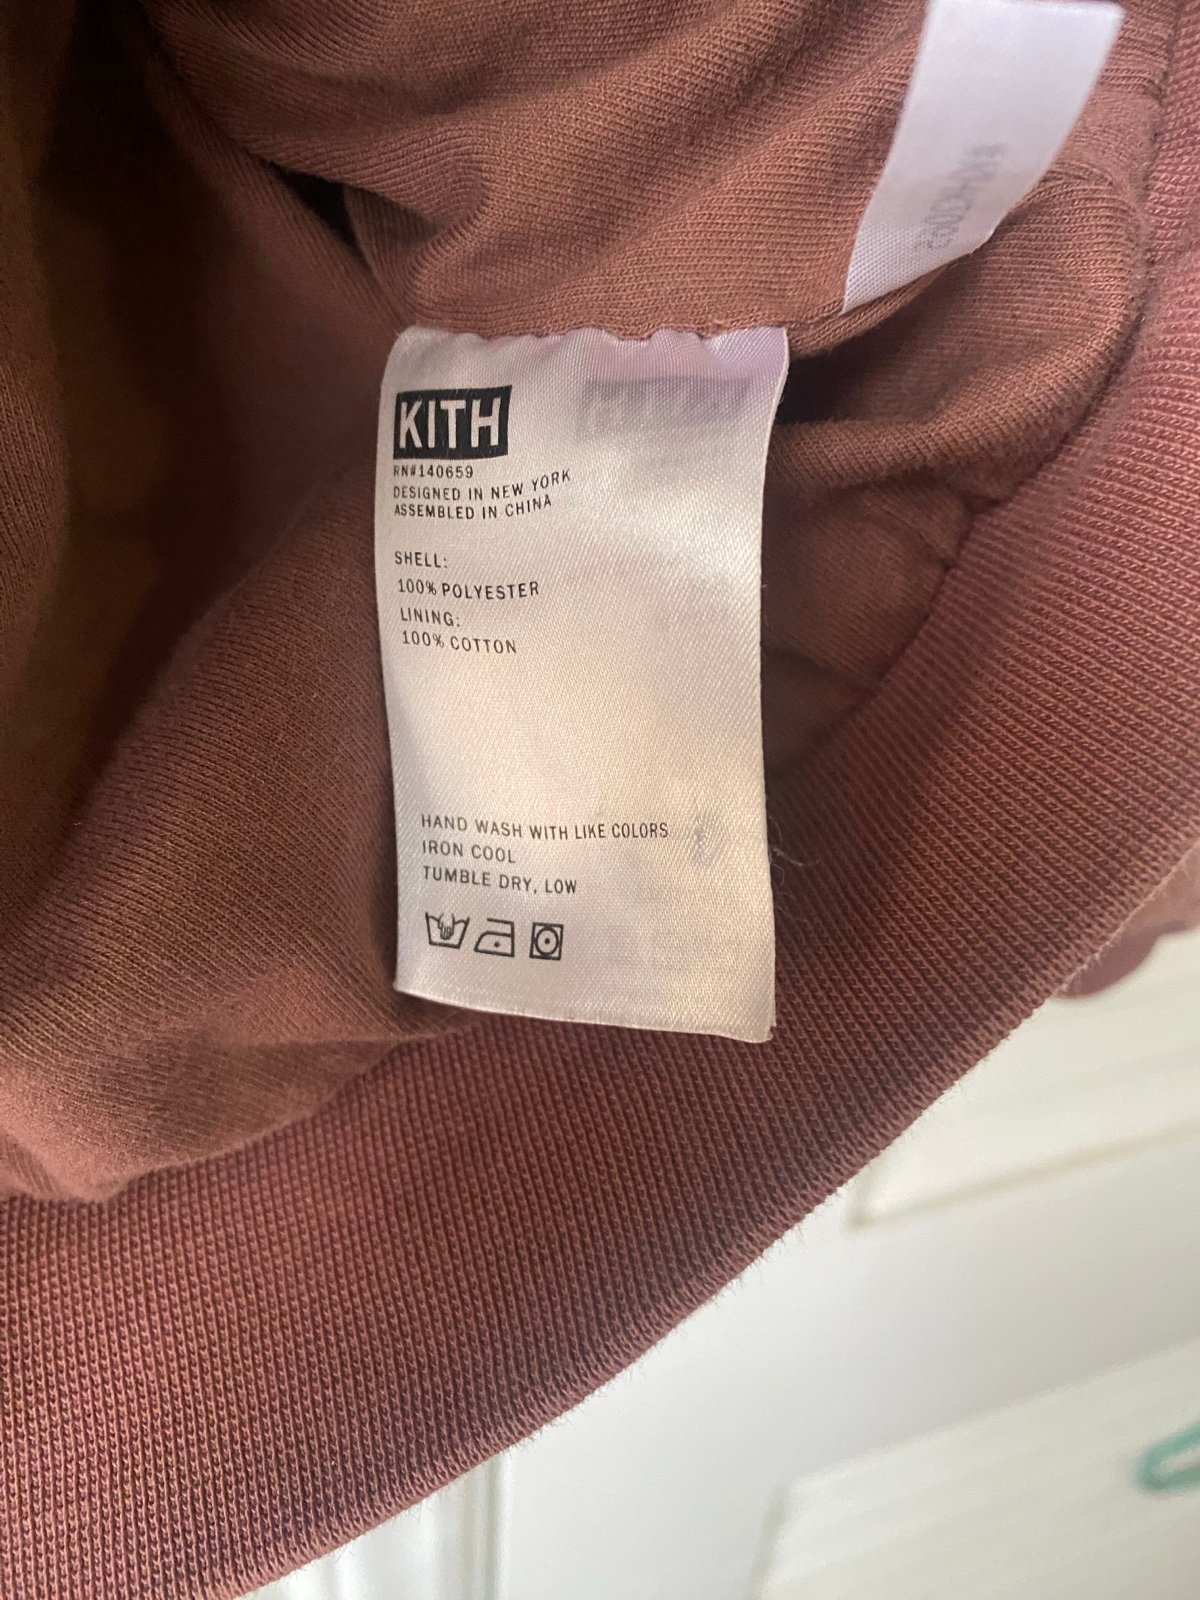 KITH
RN#140659
DESIGNED IN NEW YORK
ASSEMBLED IN CHINA
SHELL:
100% POLYESTER
LINING:
100% COTTON
HAND WASH WITH LIKE COLORS
IRON COOL
TUMBLE DRY, LOW